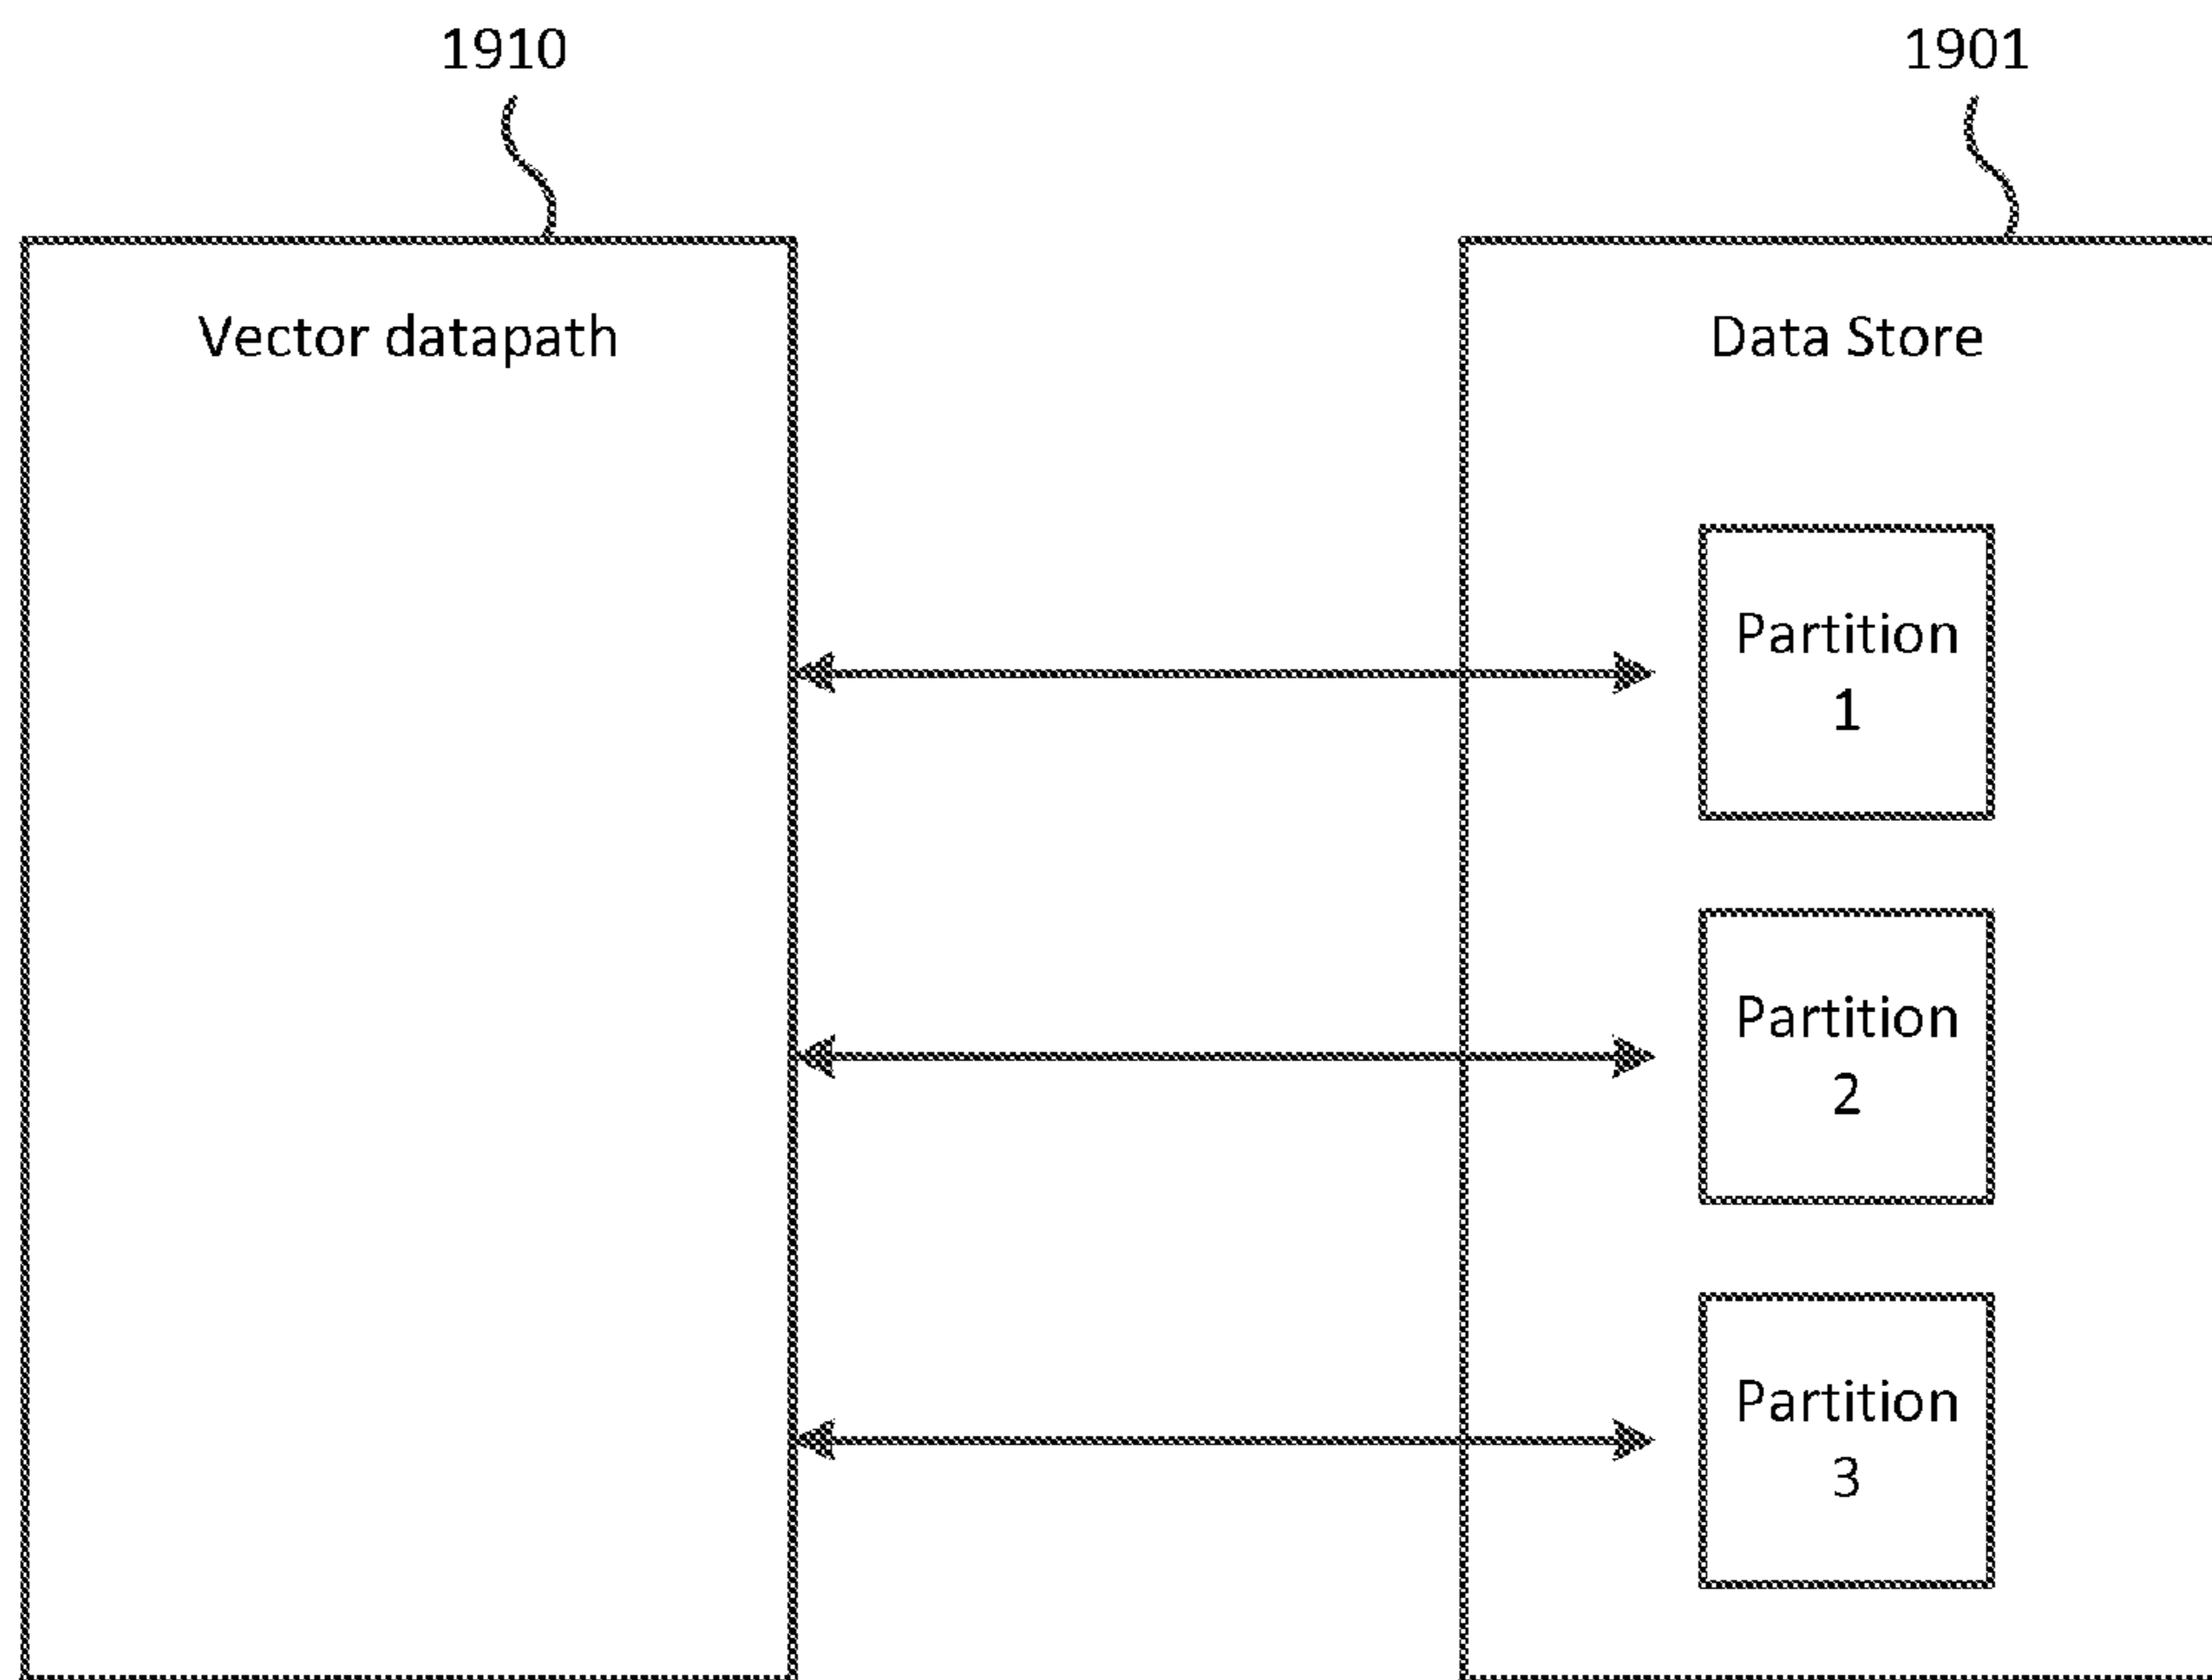 1910
1901
Vector datapath
Data Store
Partition
1
Partition
2
Partition
3